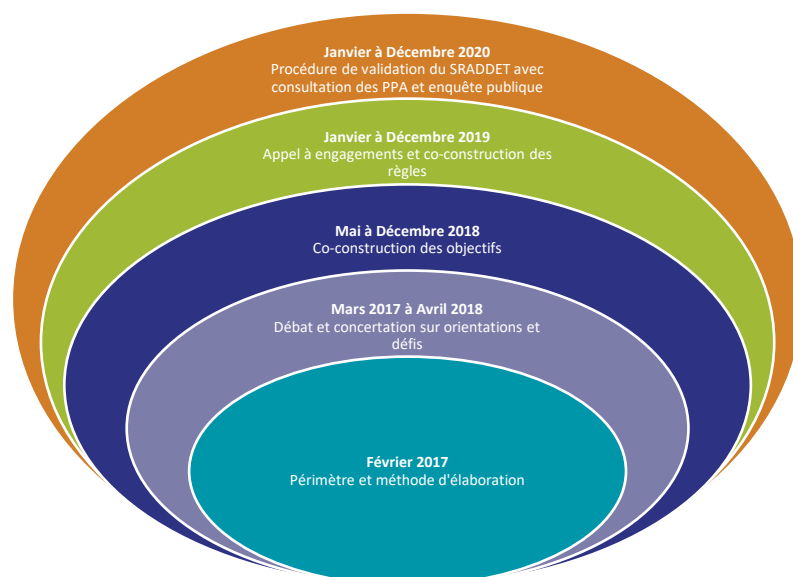 Janvier à Décembre 2020
Procédure de validation du SRADDET avec
consultation des PPA et enquête publique
Janvier à Décembre 2019
Appel à engagements et co-construction des
règles
Mai à Décembre 2018
Co-construction des objectifs
Mars 2017 à Avril 2018
Débat et concertation sur orientations et
défis
Février 2017
Périmètre et méthode d'élaboration